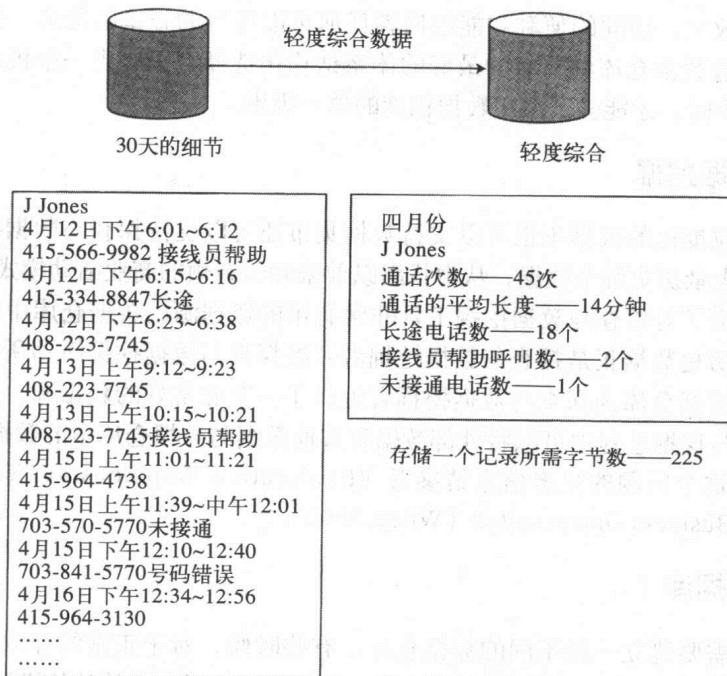 轻度综合数据
30天的细节
轻度综合
J Jones
4月12日下午6:01~6:12
415-566-9982 接线员帮助
4月12日下午6:15~6:16
415-334-8847长途
4月12日下午6:23~6:38
408-223-7745
4月13日上午9:12~9:23
408-223-7745
4月13日上午10:15~10:21
408-223-7745接线员帮助
4月15日上午11:01~11:21
415-964-4738
4月15日上午11:39~中午12:01
703-570-5770未接通
4月15日下午12:10~12:40
703-841-5770号码错误
4月16日下午12:34~12:56
415-964-3130
……
……
四月份
J Jones
通话次数——45次
通话的平均长度——14分钟
长途电话数——18个
接线员帮助呼叫数——2个
未接通电话数——1个
存储一个记录所需字节数——225